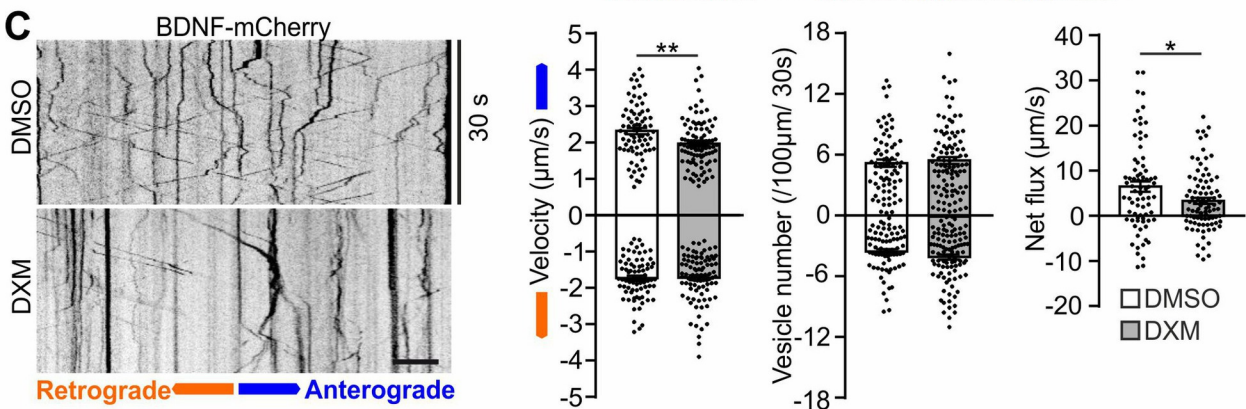 C
BDNF-mCherry
DMSO
30 s
DXM
Retrograde
Anterograde
Velocity (µm/s)
5
4
3
2
1
0
-1
-2
-3
-4
-5
**
Vesicle number (/100µm/ 30s)
18
12
6
0
-6
-12
-18
Net flux (µm/s)
40
30
20
10
0
-10
-20
*
DMSO
DXM